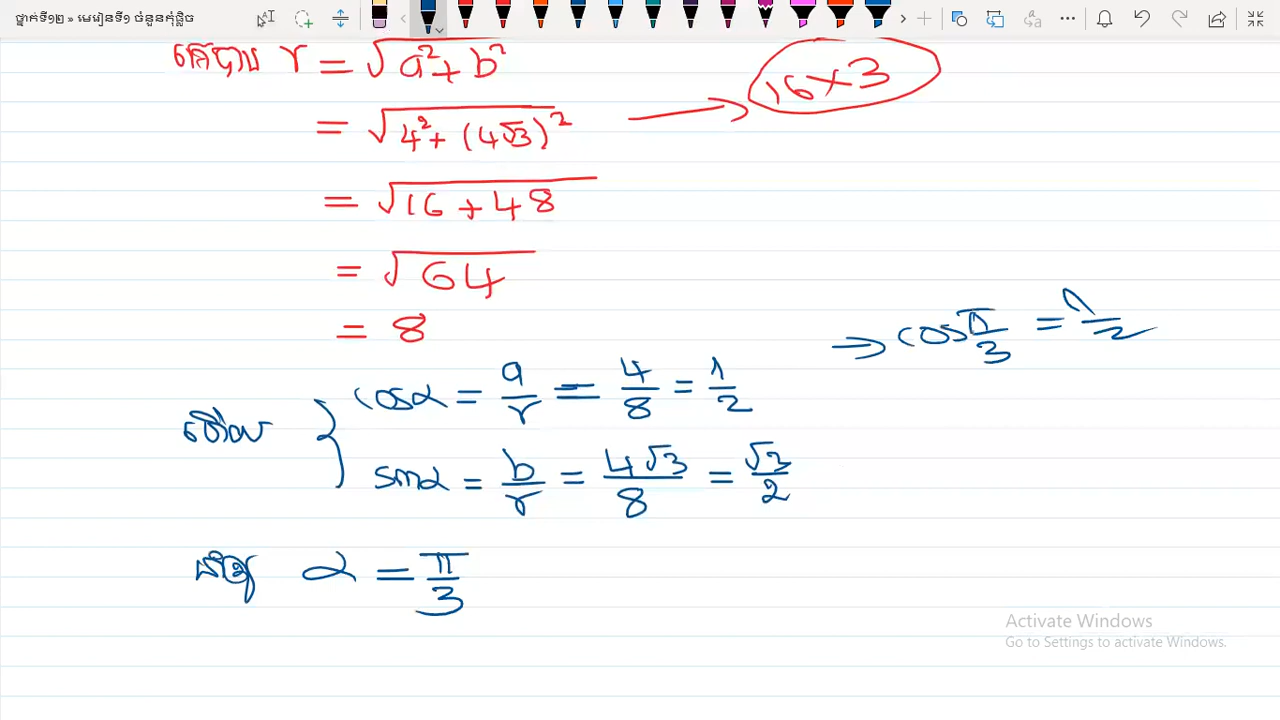 ថ្នាក់ទី១២ » មេរៀនទី១ ចំនួនកុំផ្លិច
គេបាន r = √(a² + b²)
= √(4² + (4√3)²) → 16×3
= √(16 + 48)
= √64
= 8
⇒ cos π/3 = 1/2
cosα = a/r = 4/8 = 1/2
sinα = b/r = 4√3/8 = √3/2
α = π/3
Activate Windows
Go to Settings to activate Windows.